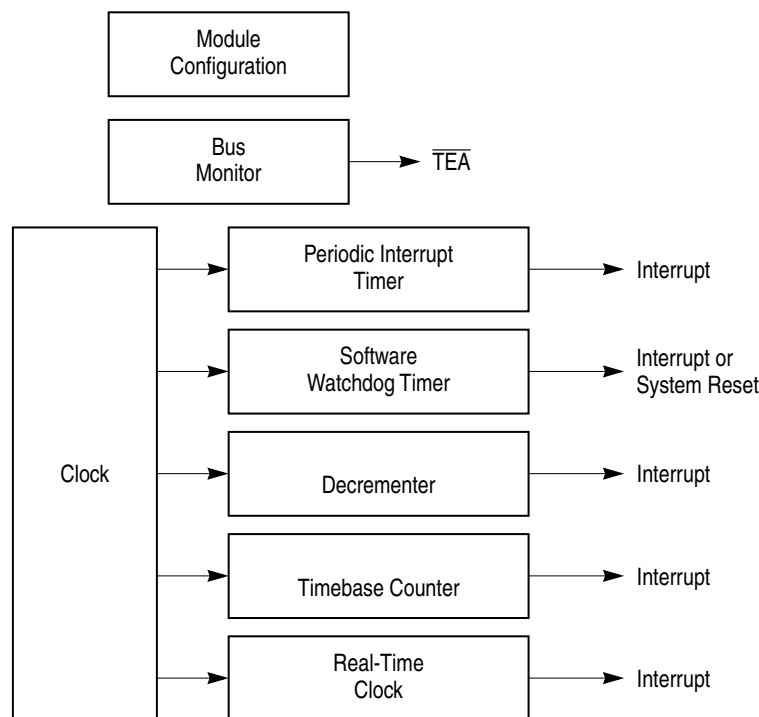 Module
Configuration
Bus
Monitor
T̅E̅A̅
Clock
Periodic Interrupt
Timer
Interrupt
Software
Watchdog Timer
Interrupt or
System Reset
Decrementer
Interrupt
Timebase Counter
Interrupt
Real-Time
Clock
Interrupt